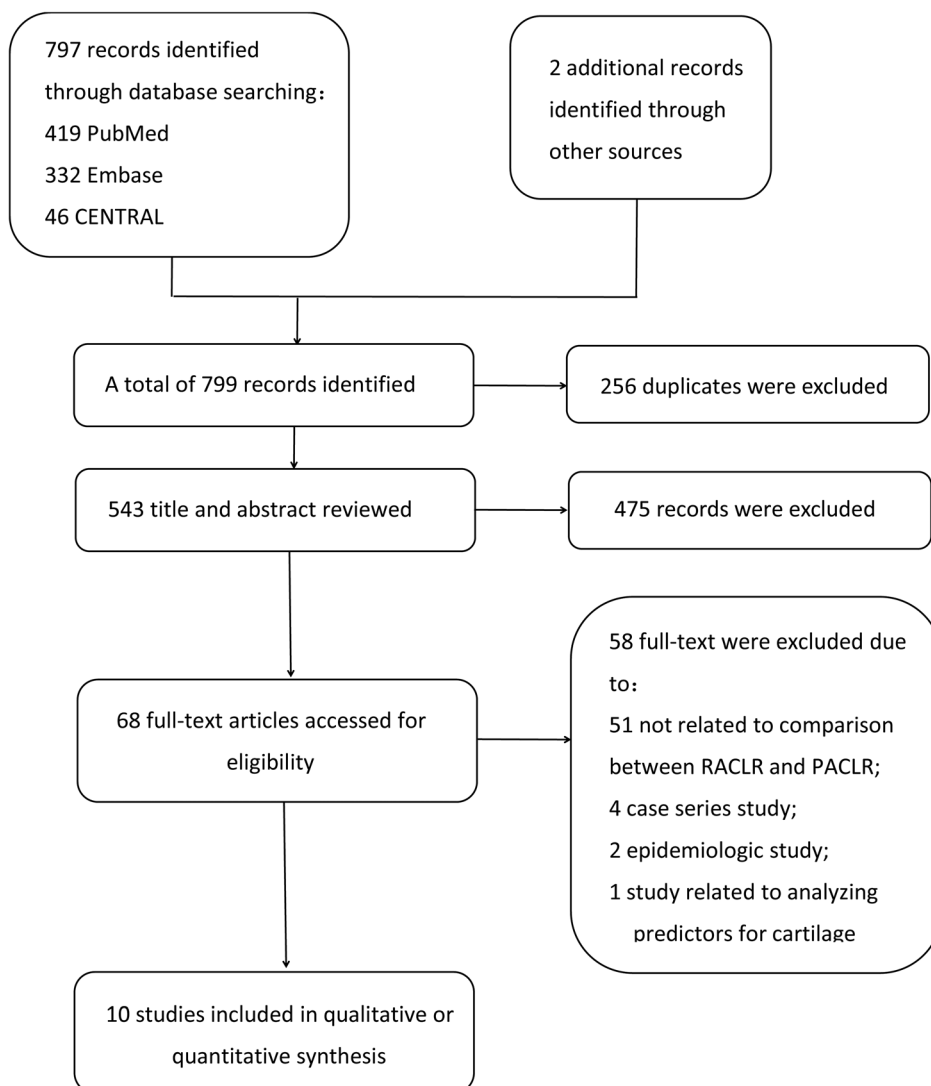 797 records identified
through database searching：
419 PubMed
332 Embase
46 CENTRAL
2 additional records
identified through
other sources
A total of 799 records identified
256 duplicates were excluded
543 title and abstract reviewed
475 records were excluded
68 full-text articles accessed for
eligibility
58 full-text were excluded due
to：
51 not related to comparison
between RACLR and PACLR;
4 case series study;
2 epidemiologic study;
1 study related to analyzing
predictors for cartilage
10 studies included in qualitative or
quantitative synthesis